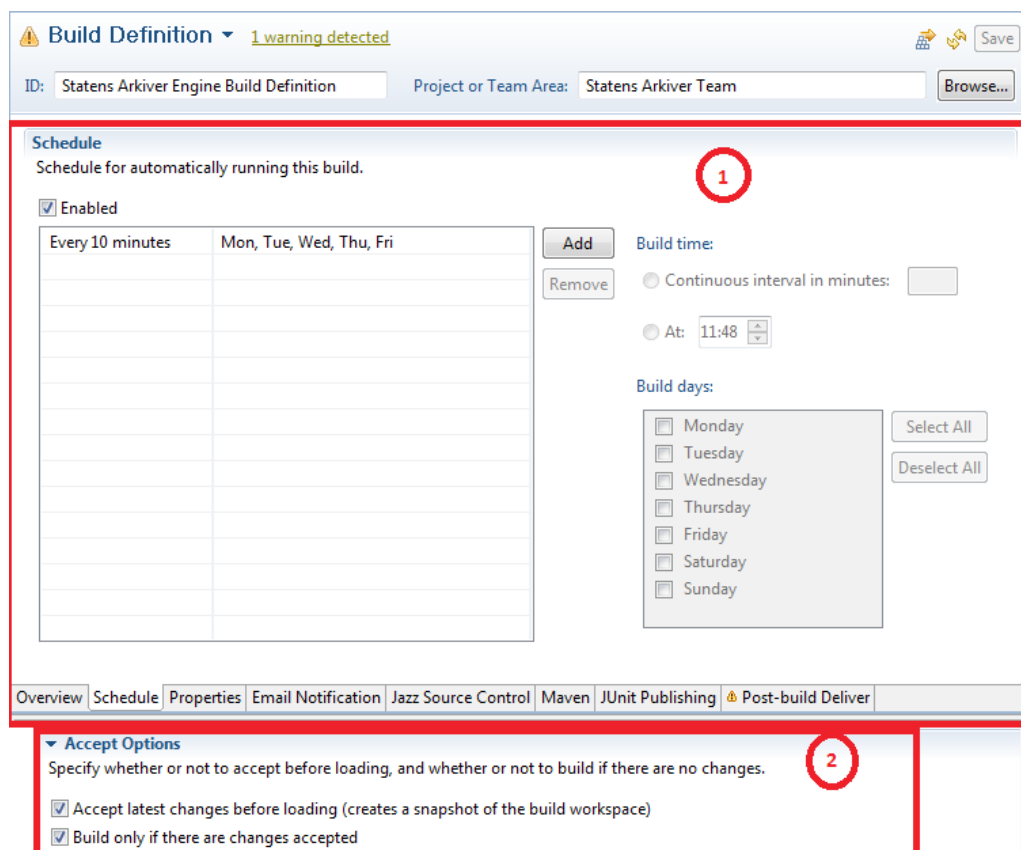 Build Definition 1 warning detected Save
ID: Statens Arkiver Engine Build Definition Project or Team Area: Statens Arkiver Team Browse...
Schedule
Schedule for automatically running this build.
1
Enabled
Every 10 minutes Mon, Tue, Wed, Thu, Fri
Add
Remove
Build time:
Continuous interval in minutes:
At: 11:48
Build days:
Monday
Tuesday
Wednesday
Thursday
Friday
Saturday
Sunday
Select All
Deselect All
Overview Schedule Properties Email Notification Jazz Source Control Maven JUnit Publishing Post-build Deliver
Accept Options
2
Specify whether or not to accept before loading, and whether or not to build if there are no changes.
Accept latest changes before loading (creates a snapshot of the build workspace)
Build only if there are changes accepted